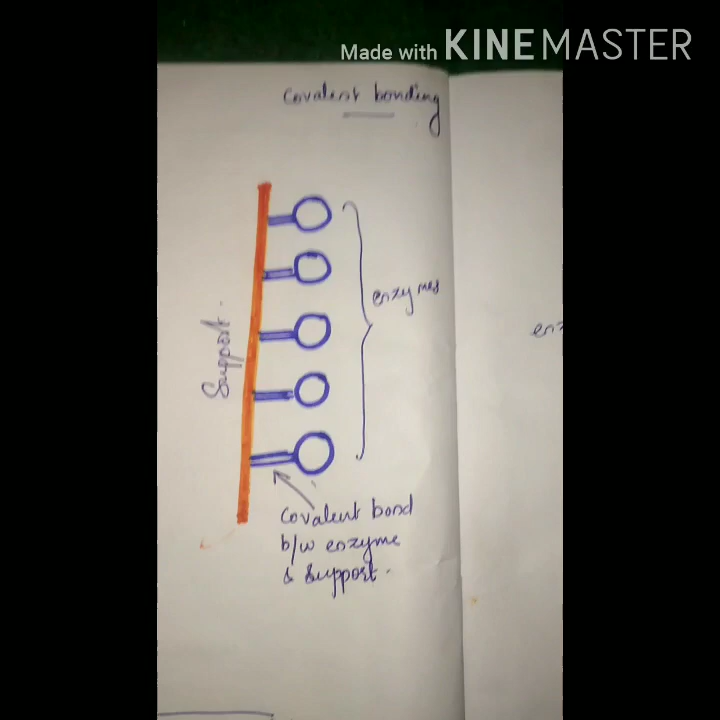 Made with KINEMASTER
Covalent bonding
enzymes
Support.
Covalent bond
b/w enzyme
& Support.